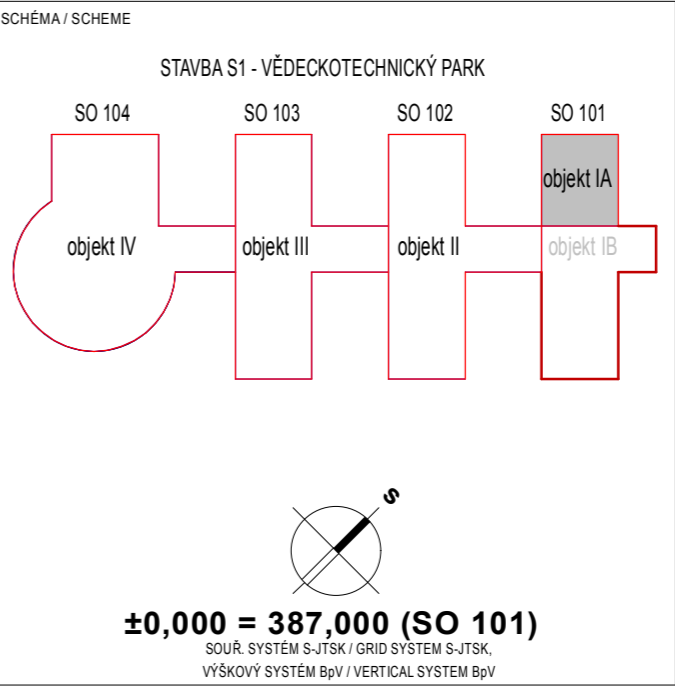 SCHÉMA / SCHEME
STAVBA S1 - VĚDECKOTECHNICKÝ PARK
SO 104 SO 103 SO 102 SO 101
objekt IA
objekt IV objekt III objekt II objekt IB
S
±0,000 = 387,000 (SO 101)
SOUŘ. SYSTÉM S-JTSK / GRID SYSTEM S-JTSK,
VÝŠKOVÝ SYSTÉM BpV / VERTICAL SYSTEM BpV